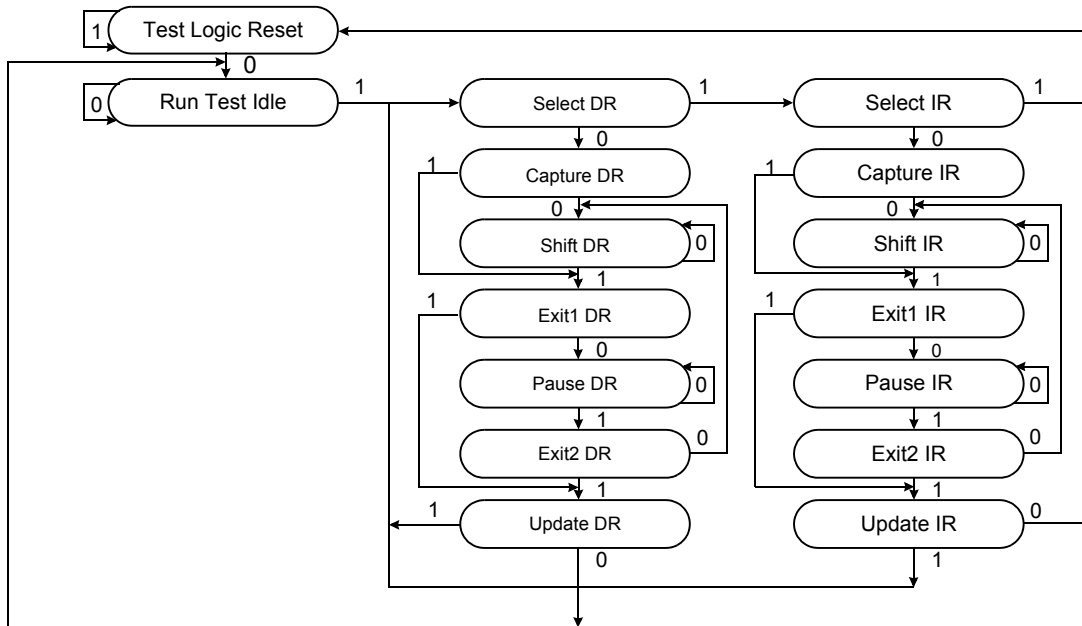 Test Logic Reset
1
0
Run Test Idle
0
1
Select DR
1
Select IR
1
0
0
1
Capture DR
1
Capture IR
0
0
Shift DR
0
Shift IR
0
1
1
1
Exit1 DR
1
Exit1 IR
0
0
Pause DR
0
Pause IR
0
1
1
Exit2 DR
0
Exit2 IR
0
1
1
1
Update DR
Update IR
0
0
1